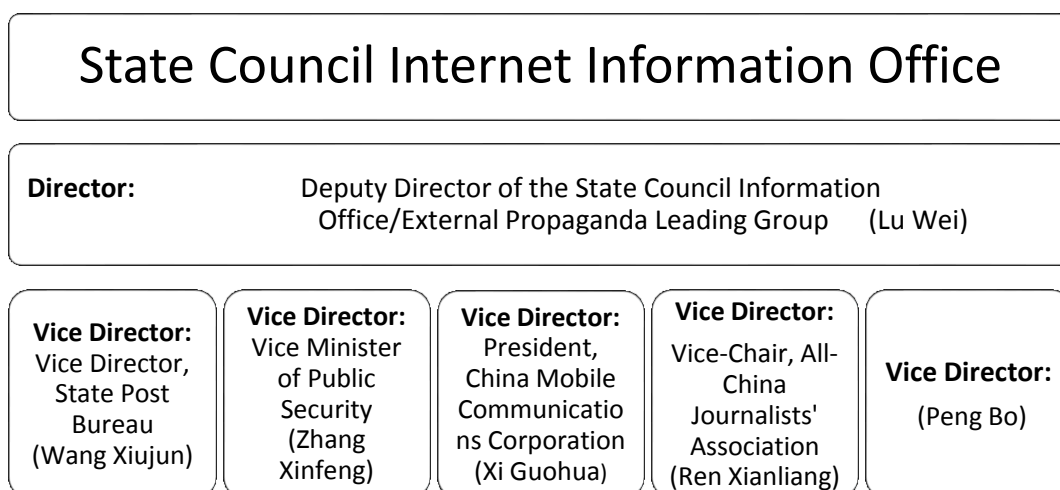 State Council Internet Information Office
Director: Deputy Director of the State Council Information
Office/External Propaganda Leading Group (Lu Wei)
Vice Director:
Vice Director,
State Post
Bureau
(Wang Xiujun)
Vice Director:
Vice Minister
of Public
Security
(Zhang
Xinfeng)
Vice Director:
President,
China Mobile
Communicatio
ns Corporation
(Xi Guohua)
Vice Director:
Vice-Chair, All-
China
Journalists'
Association
(Ren Xianliang)
Vice Director:
(Peng Bo)